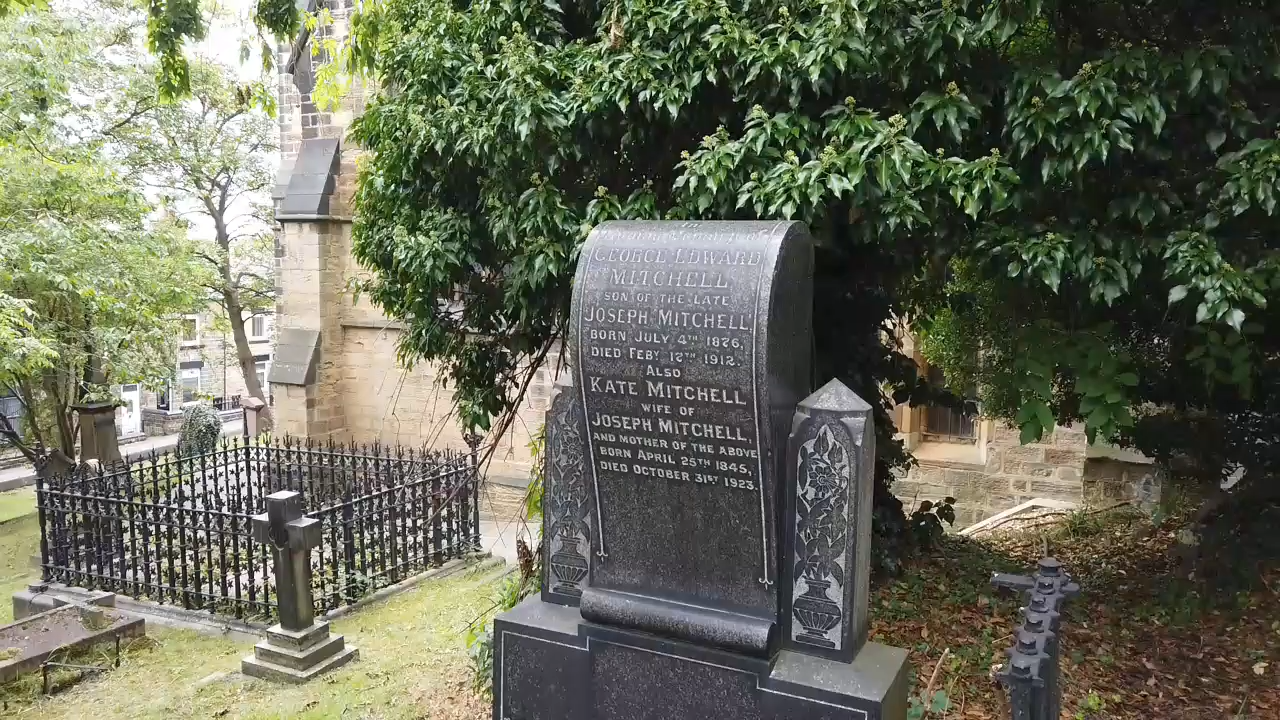 GEORGE EDWARD
MITCHELL
SON OF THE LATE
JOSEPH MITCHELL
BORN JULY 4TH 1876,
DIED FEBY 12TH 1912.
ALSO
KATE MITCHELL
WIFE OF
JOSEPH MITCHELL,
AND MOTHER OF THE ABOVE
BORN APRIL 25TH 1845,
DIED OCTOBER 31ST 1923.